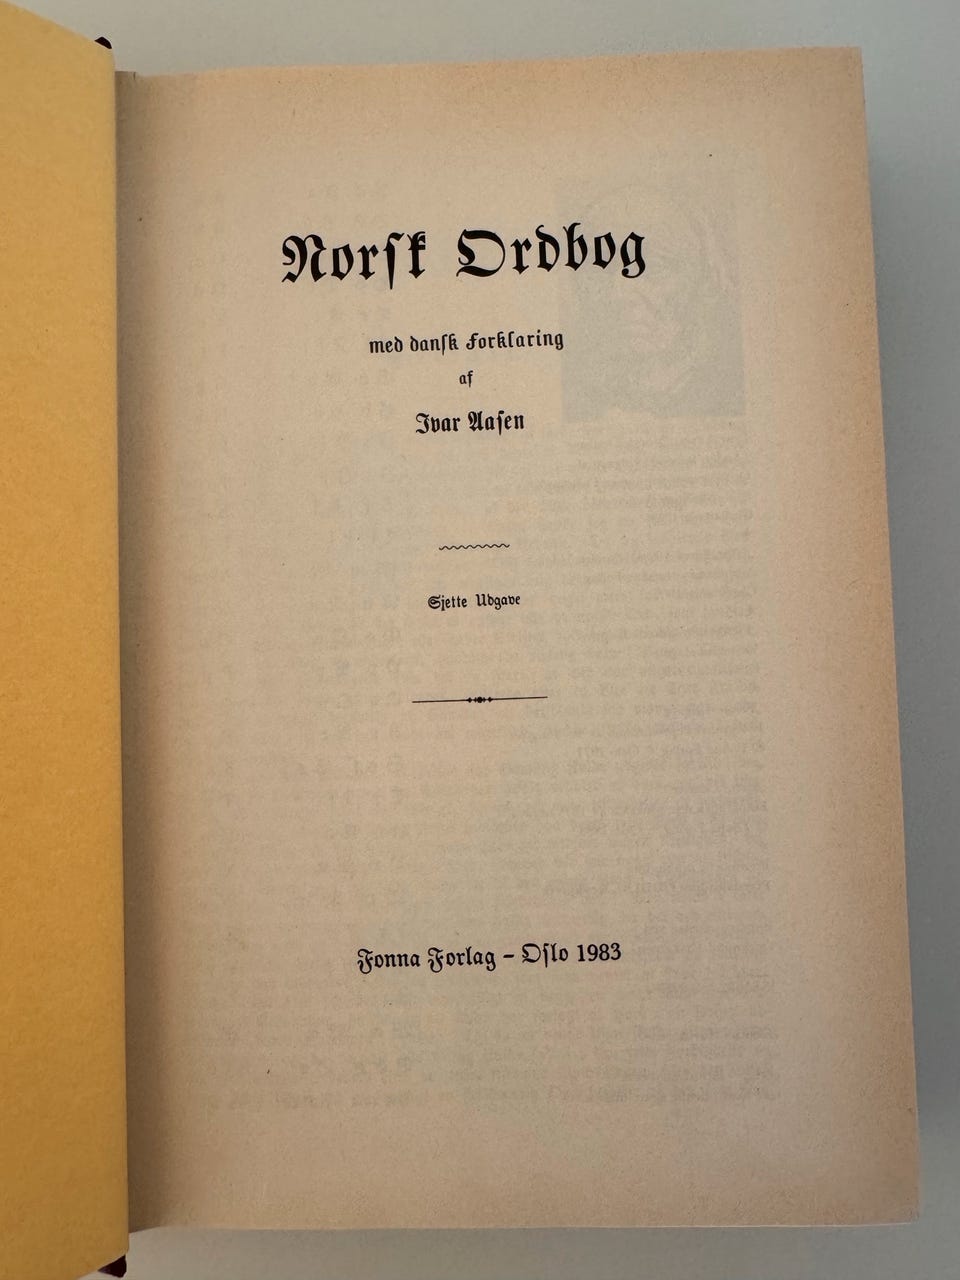 Norſk Ordbog
med danſk Forklaring
af
Ivar Aaſen
Sjette Udgave
Fonna Forlag – Oſlo 1983